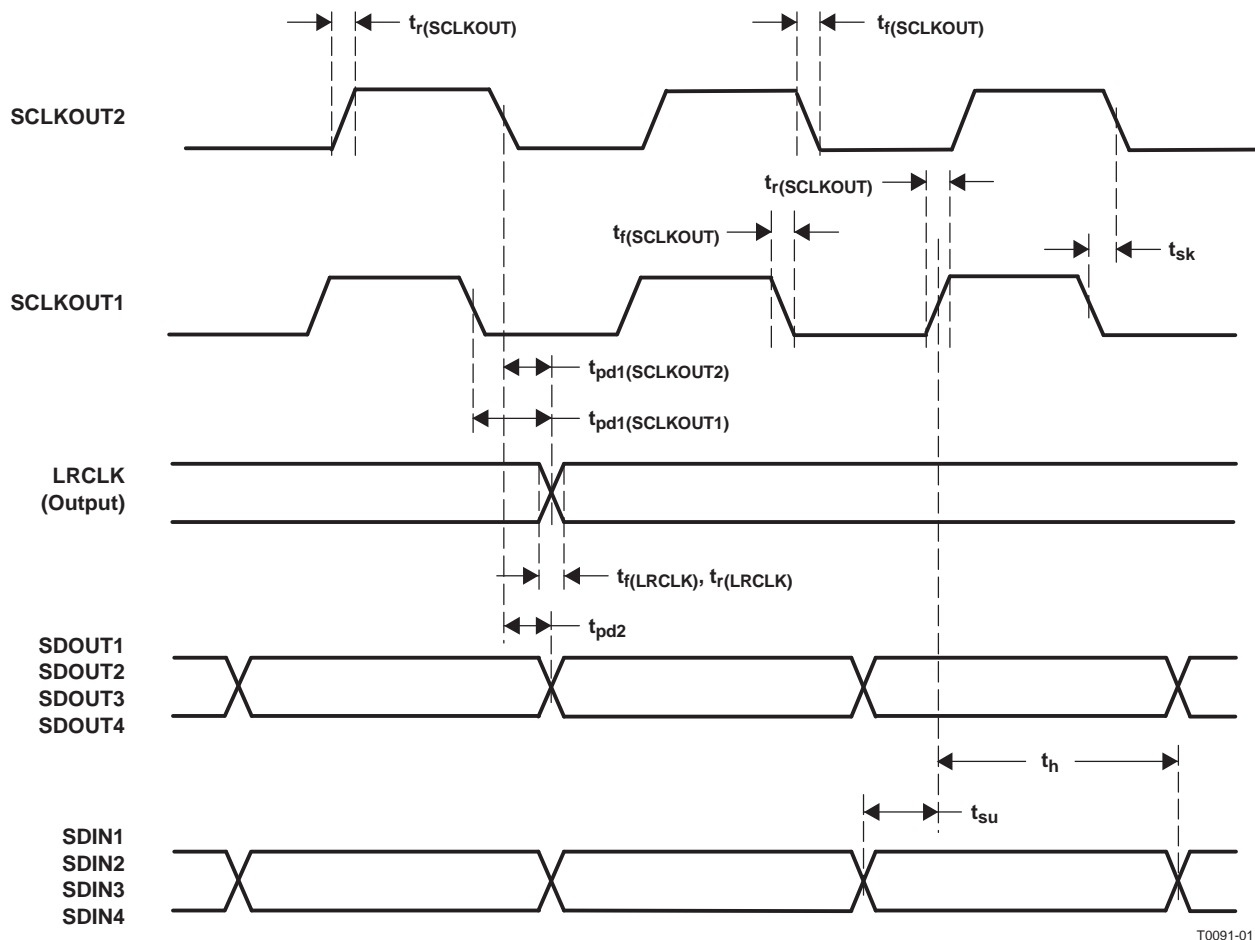 tr(SCLKOUT)
tf(SCLKOUT)
SCLKOUT2
tr(SCLKOUT)
tf(SCLKOUT)
tsk
SCLKOUT1
tpd1(SCLKOUT2)
tpd1(SCLKOUT1)
LRCLK
(Output)
tf(LRCLK), tr(LRCLK)
tpd2
SDOUT1
SDOUT2
SDOUT3
SDOUT4
th
tsu
SDIN1
SDIN2
SDIN3
SDIN4
T0091-01